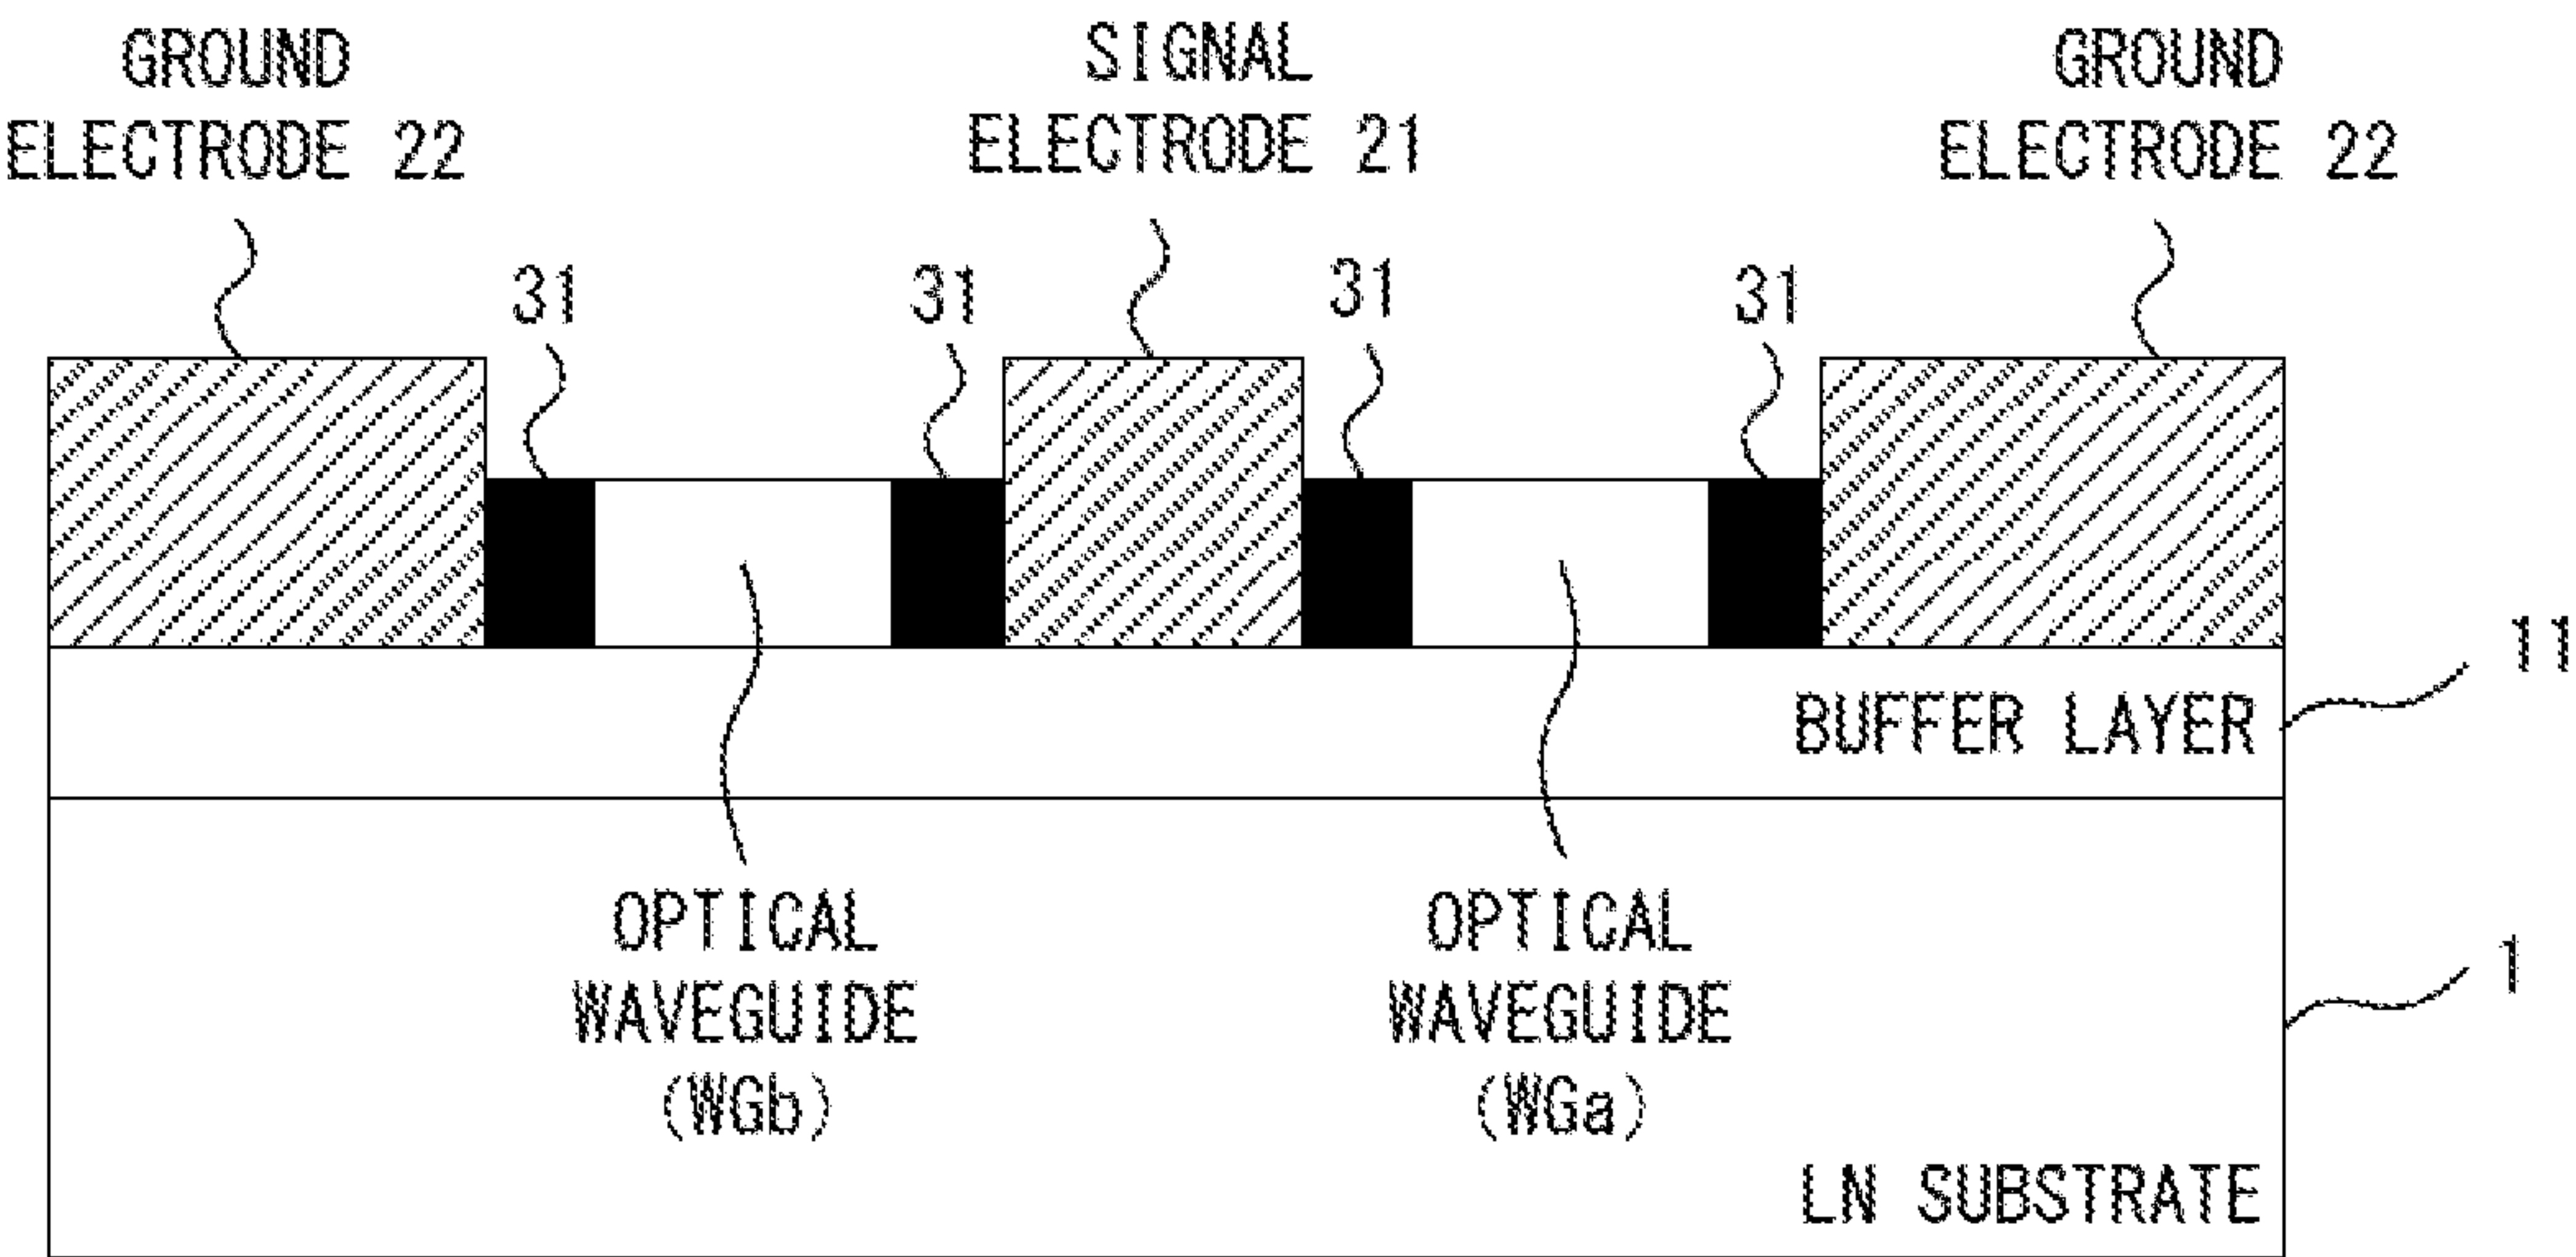 GROUND
ELECTRODE 22
SIGNAL
ELECTRODE 21
GROUND
ELECTRODE 22
31
31
31
31
11
BUFFER LAYER
OPTICAL
WAVEGUIDE
(WGb)
OPTICAL
WAVEGUIDE
(WGa)
1
LN SUBSTRATE